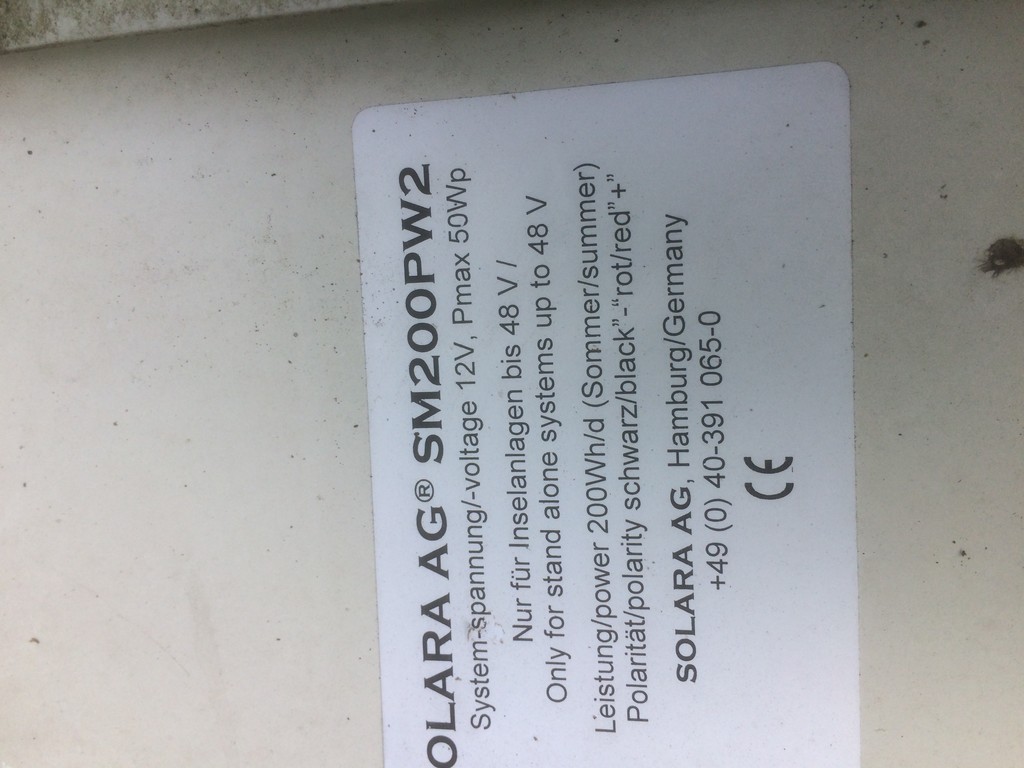 OLARA AG® SM200PW2
System-spannung/-voltage 12V, Pmax 50Wp
Nur für Inselanlagen bis 48 V /
Only for stand alone systems up to 48 V
Leistung/power 200Wh/d (Sommer/summer)
Polarität/polarity schwarz/black”-“rot/red”+”
SOLARA AG, Hamburg/Germany
+49 (0) 40-391 065-0
CE